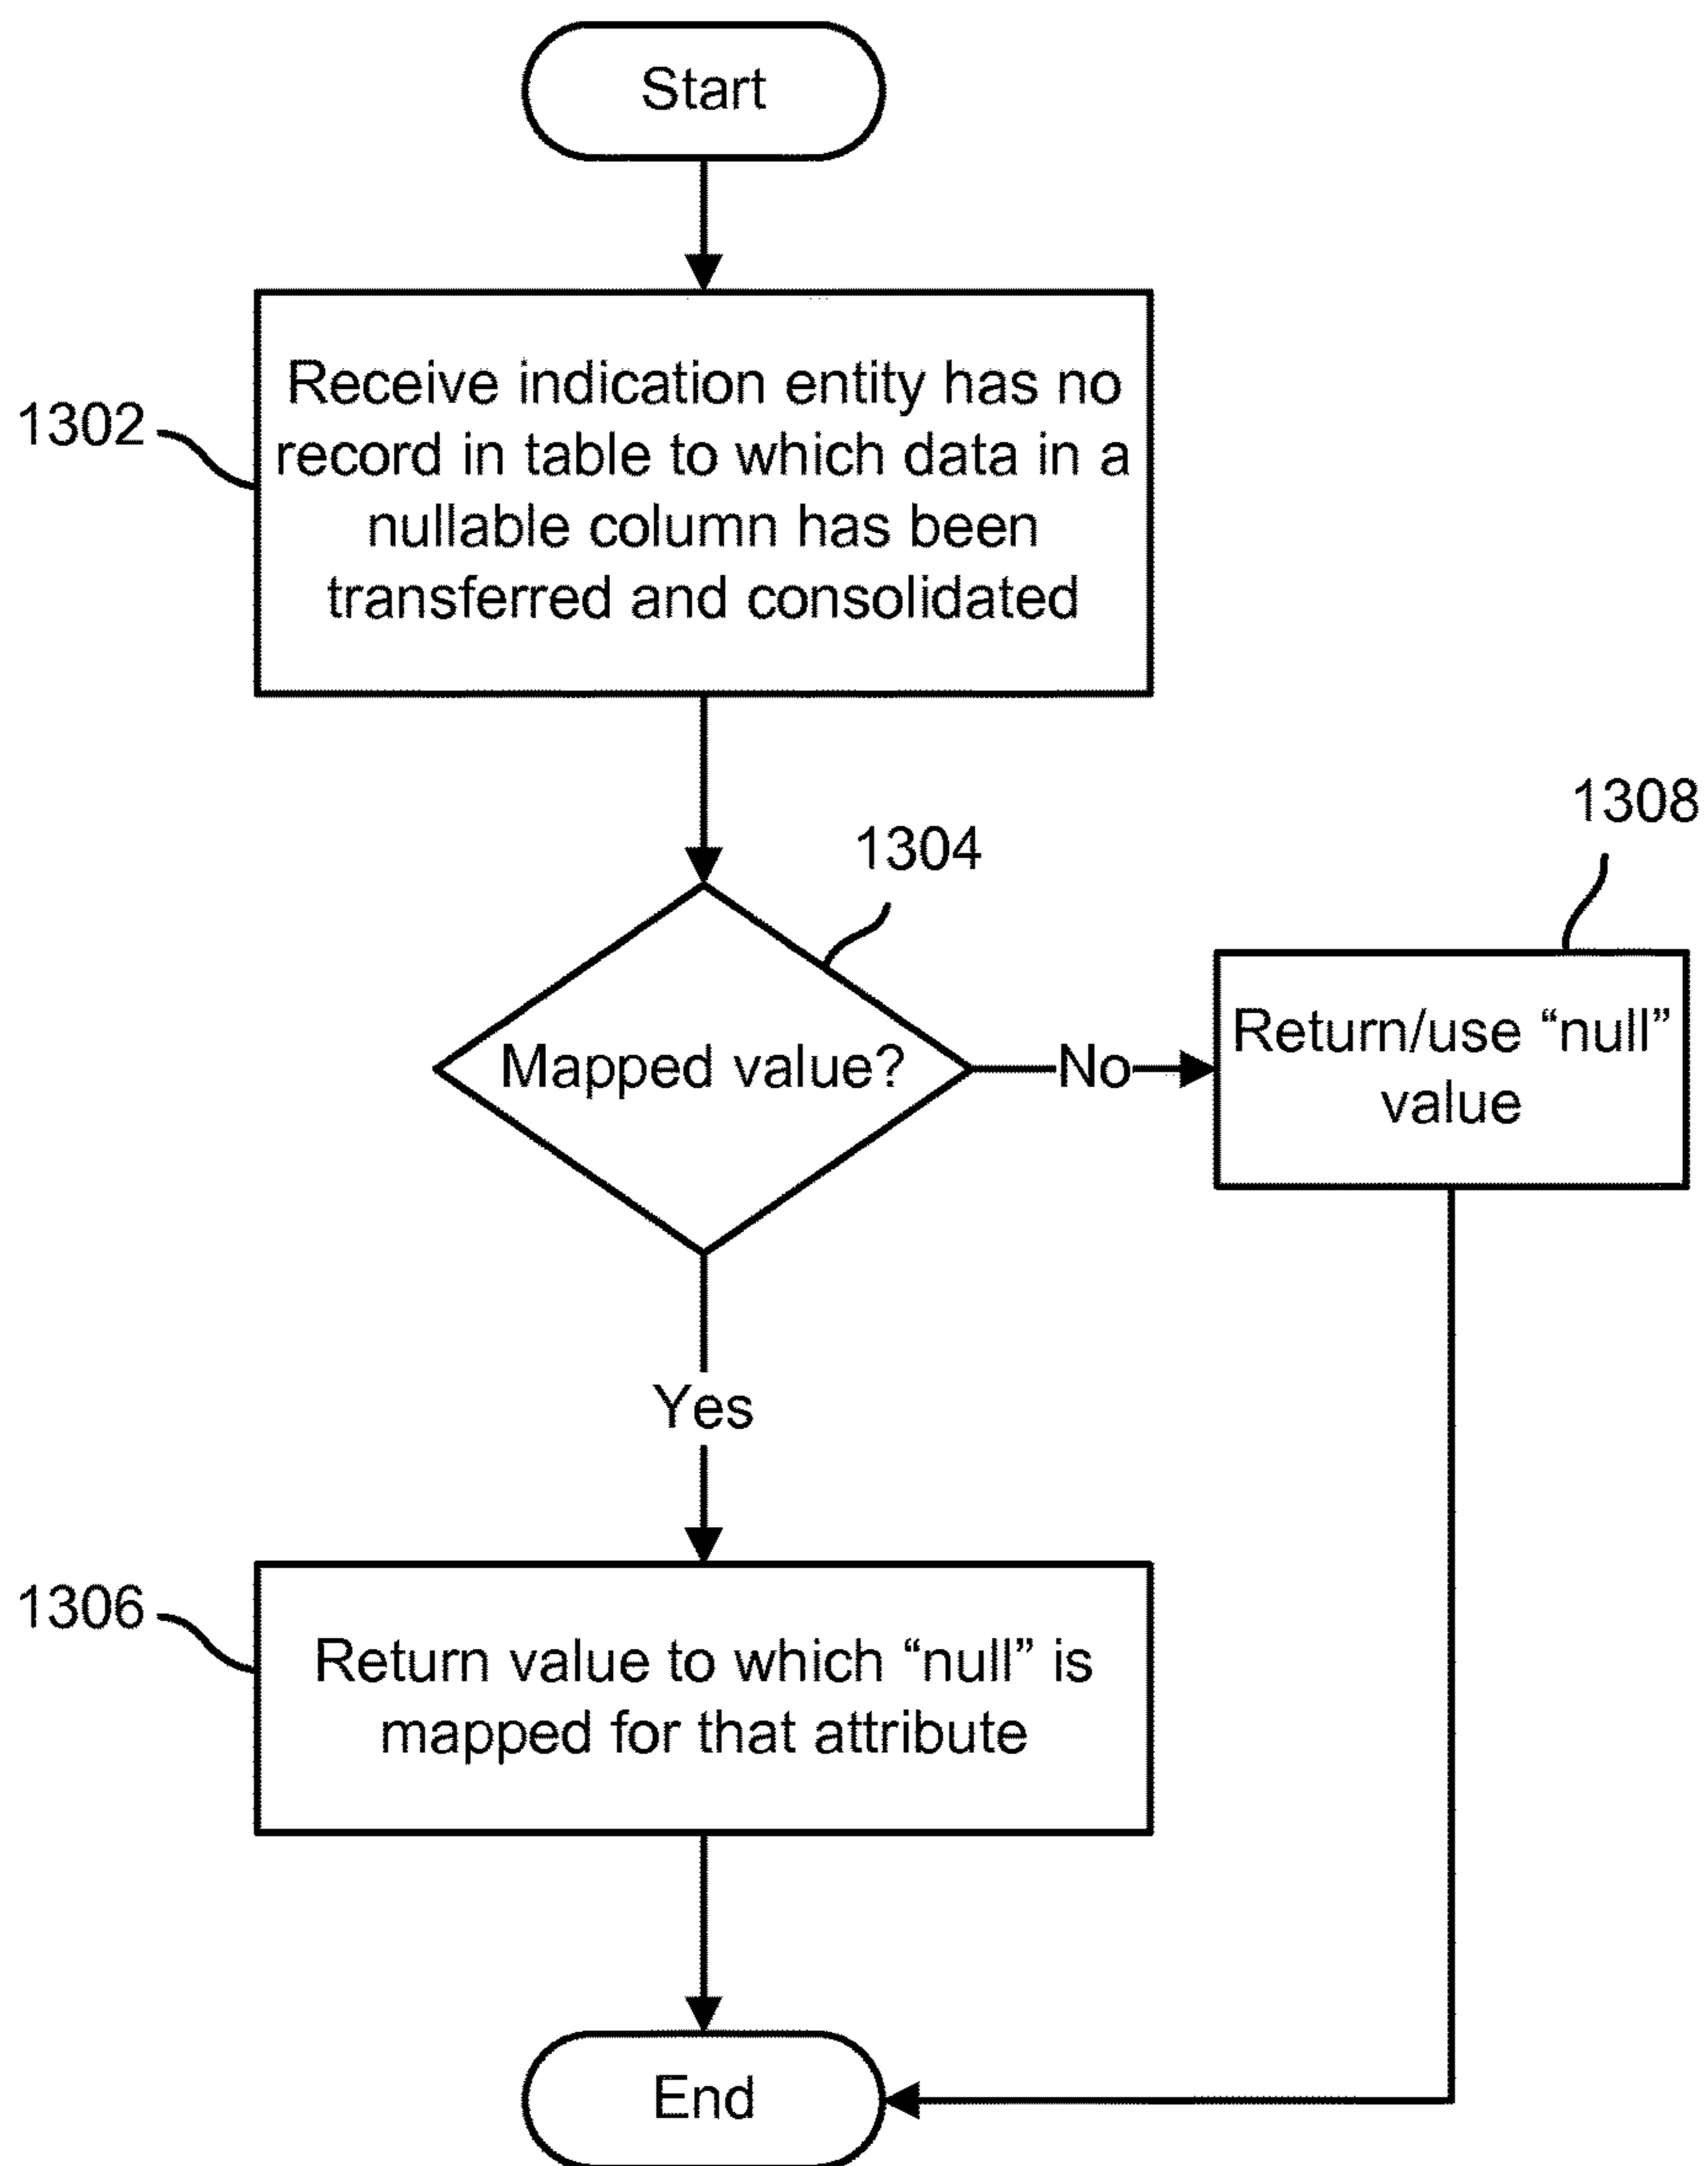 Start
1302
Receive indication entity has no
record in table to which data in a
nullable column has been
transferred and consolidated
1304
1308
Mapped value?
No
Return/use “null”
value
Yes
1306
Return value to which “null” is
mapped for that attribute
End